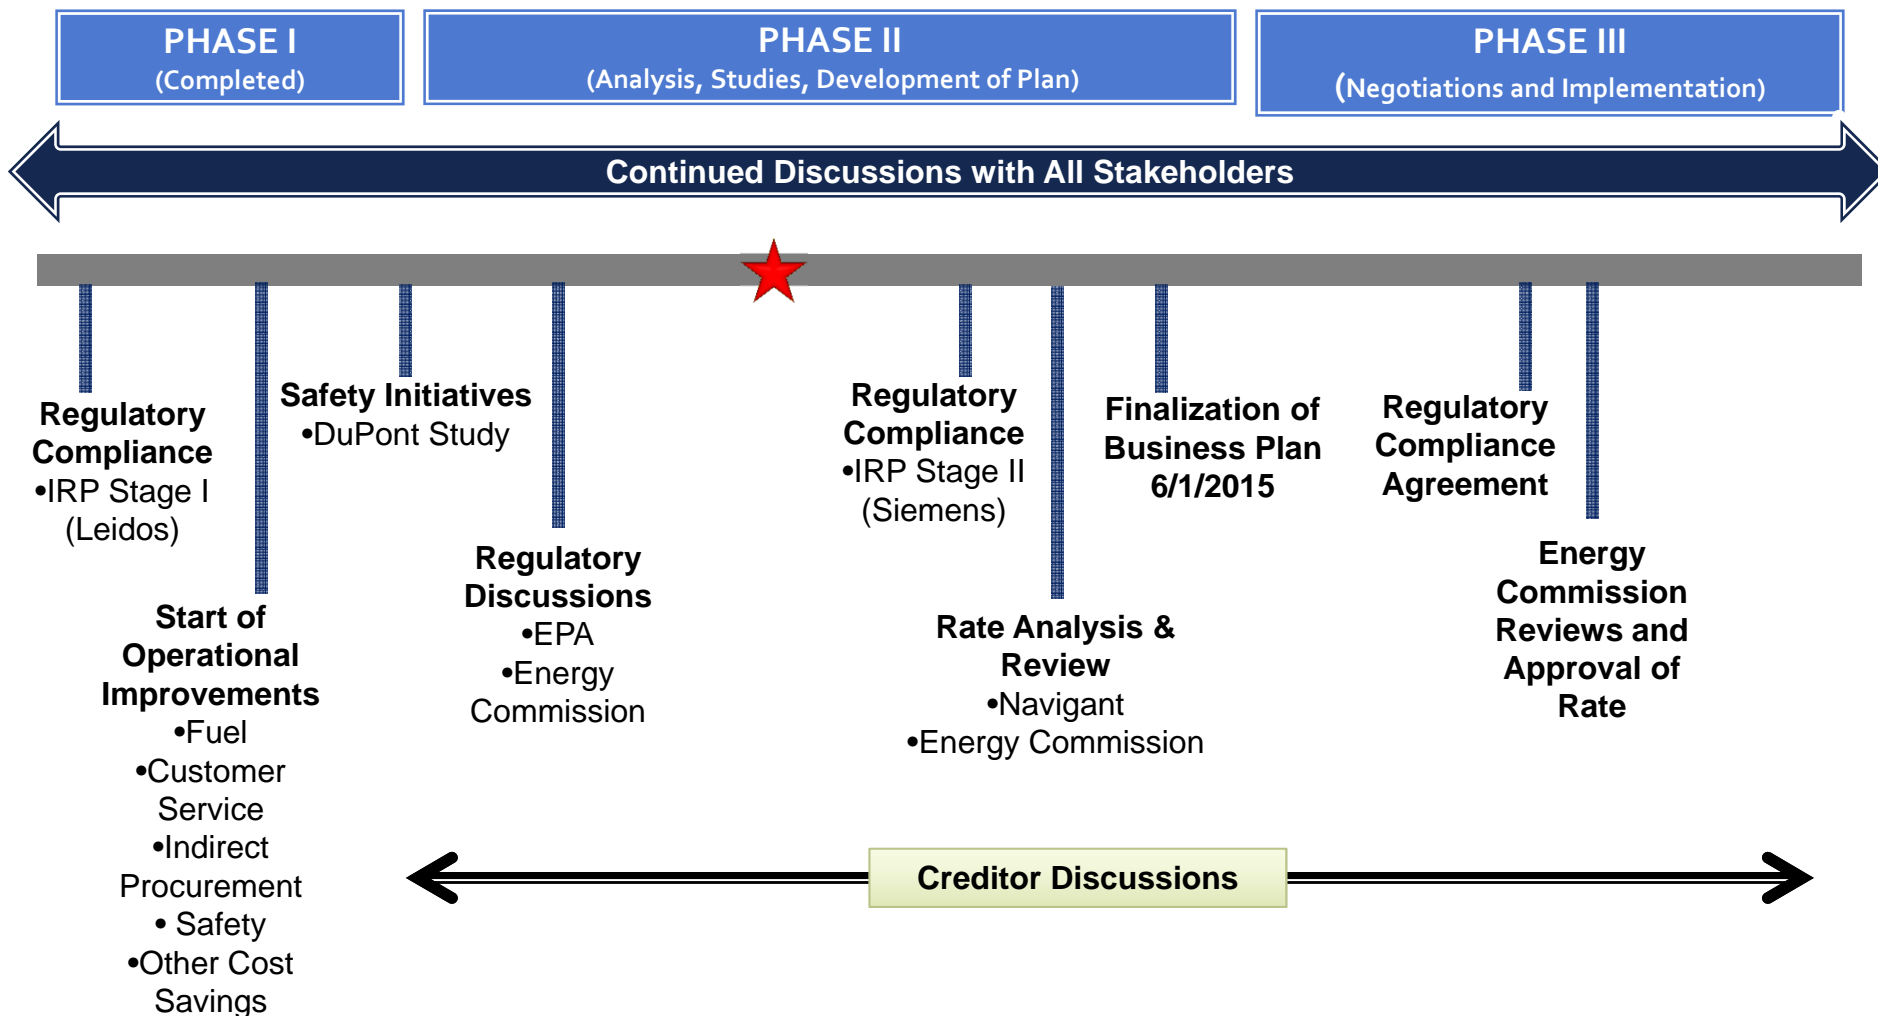 PHASE I
(Completed)
PHASE II
(Analysis, Studies, Development of Plan)
PHASE III
(Negotiations and Implementation)
Continued Discussions with All Stakeholders
Regulatory
Compliance
•IRP Stage I
(Leidos)
Start of
Operational
Improvements
•Fuel
•Customer
Service
•Indirect
Procurement
• Safety
•Other Cost
Savings
Safety Initiatives
•DuPont Study
Regulatory
Discussions
•EPA
•Energy
Commission
Regulatory
Compliance
•IRP Stage II
(Siemens)
Rate Analysis &
Review
•Navigant
•Energy Commission
Finalization of
Business Plan
6/1/2015
Regulatory
Compliance
Agreement
Energy
Commission
Reviews and
Approval of
Rate
Creditor Discussions